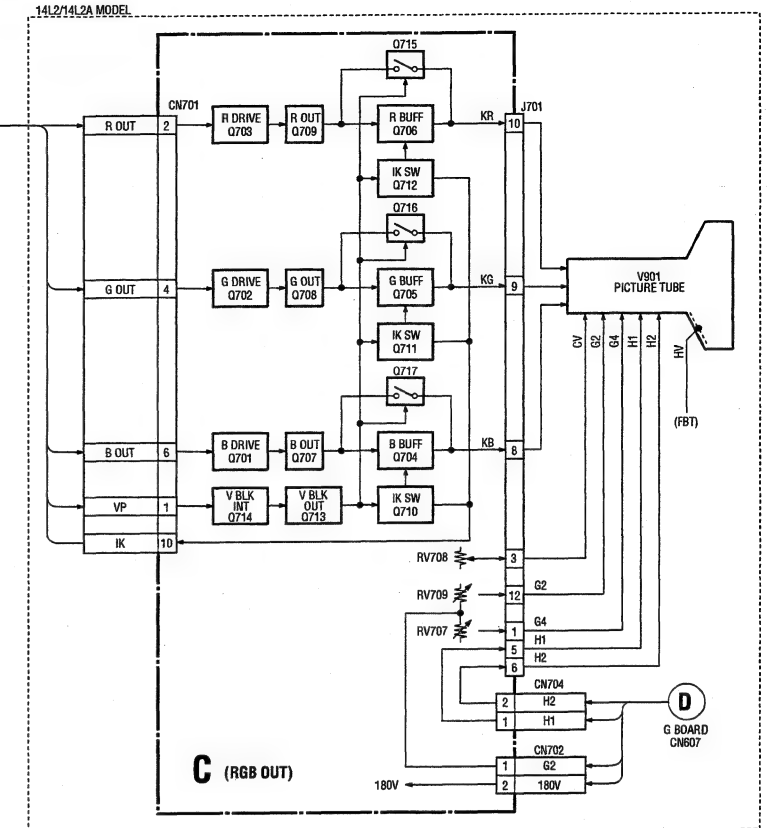 14L2/14L2A MODEL
Q715
CN701
J701
R OUT 2
R DRIVE
Q703
R OUT
Q709
R BUFF
Q706
KR
10
IK SW
Q712
Q716
G OUT 4
G DRIVE
Q702
G OUT
Q708
G BUFF
Q705
KG
9
V901
PICTURE TUBE
IK SW
Q711
CV
G2
G4
H1
H2
HV
(FBT)
Q717
B OUT 6
B DRIVE
Q701
B OUT
Q707
B BUFF
Q704
KB
8
VP 1
V BLK
INT
Q714
V BLK
OUT
Q713
IK SW
Q710
IK 10
RV708
3
RV709
12
G2
RV707
1
G4
5
H1
6
H2
CN704
2 H2
1 H1
D
G BOARD
CN607
CN702
1 G2
2 180V
180V
C (RGB OUT)